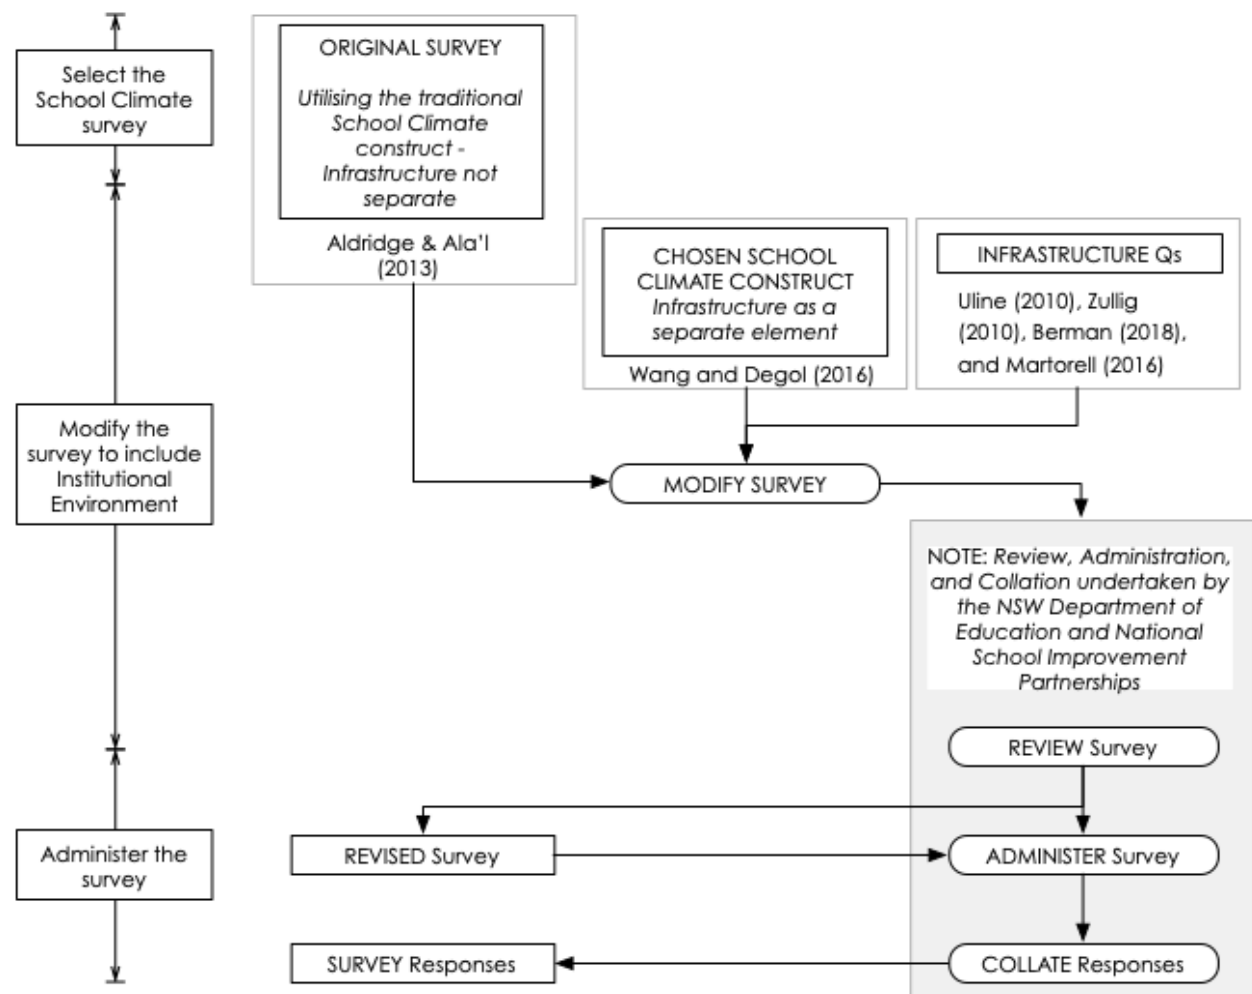 Select the
School Climate
survey
ORIGINAL SURVEY
Utilising the traditional
School Climate
construct -
Infrastructure not
separate
Aldridge & Ala'l
(2013)
CHOSEN SCHOOL
CLIMATE CONSTRUCT
Infrastructure as a
separate element
Wang and Degol (2016)
INFRASTRUCTURE Qs
Uline (2010), Zullig
(2010), Berman (2018),
and Martorell (2016)
Modify the
survey to include
Institutional
Environment
MODIFY SURVEY
NOTE: Review, Administration,
and Collation undertaken by
the NSW Department of
Education and National
School Improvement
Partnerships
REVIEW Survey
Administer the
survey
REVISED Survey
ADMINISTER Survey
SURVEY Responses
COLLATE Responses